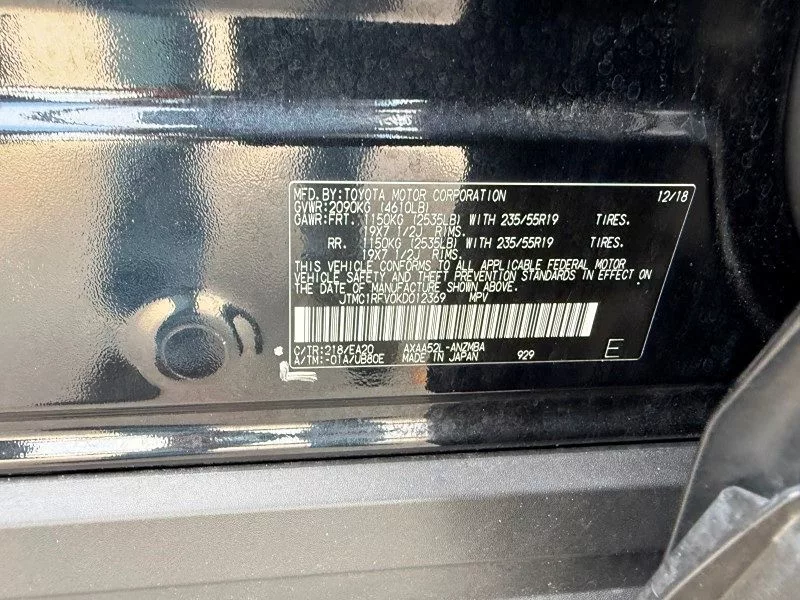 MFD.BY:TOYOTA MOTOR CORPORATION 12/18
GVWR:2090KG (4610LB)
GAWR:FRT. 1150KG (2535LB) WITH 235/55R19 TIRES.
19X7 1/2J RIMS.
RR. 1150KG (2535LB) WITH 235/55R19 TIRES.
19X7 1/2J RIMS.
THIS VEHICLE CONFORMS TO ALL APPLICABLE FEDERAL MOTOR
VEHICLE SAFETY AND THEFT PREVENTION STANDARDS IN EFFECT ON
THE DATE OF MANUFACTURE SHOWN ABOVE.
JTMC1RFV0KD012369 MPV
C/TR:218/EA20 AXAA52L-ANZMBA
A/TM:-01A/UB80E MADE IN JAPAN 929 E